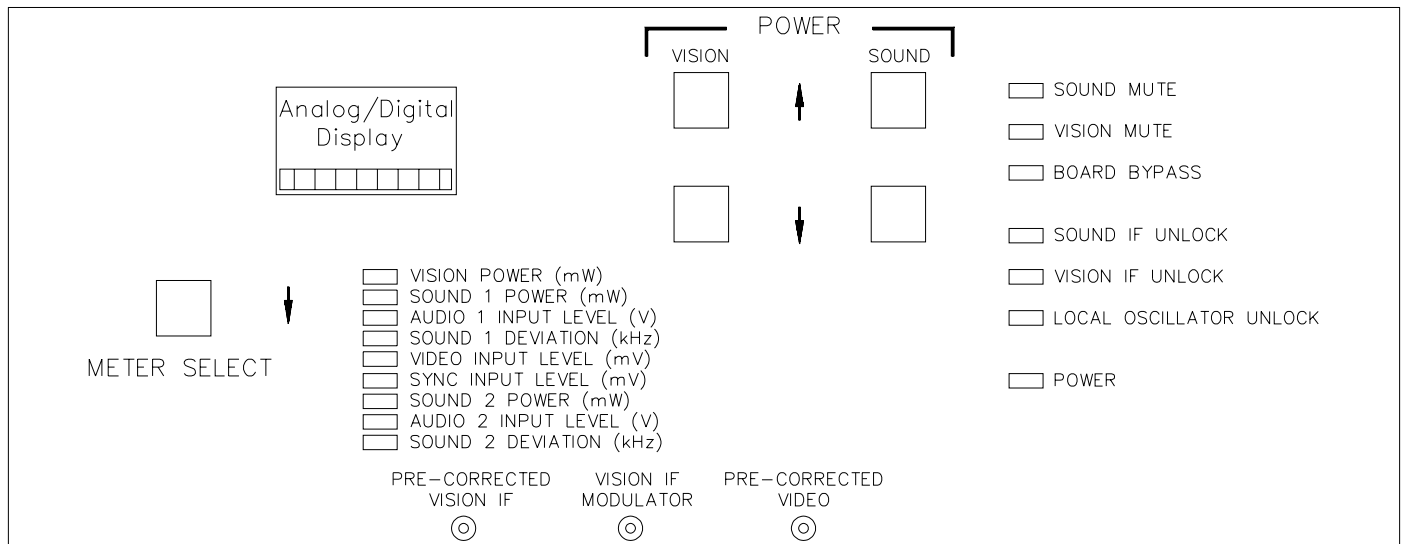 POWER
VISION
SOUND
Analog/Digital
Display
SOUND MUTE
VISION MUTE
BOARD BYPASS
SOUND IF UNLOCK
VISION IF UNLOCK
LOCAL OSCILLATOR UNLOCK
POWER
METER SELECT
VISION POWER (mW)
SOUND 1 POWER (mW)
AUDIO 1 INPUT LEVEL (V)
SOUND 1 DEVIATION (kHz)
VIDEO INPUT LEVEL (mV)
SYNC INPUT LEVEL (mV)
SOUND 2 POWER (mW)
AUDIO 2 INPUT LEVEL (V)
SOUND 2 DEVIATION (kHz)
PRE-CORRECTED
VISION IF
VISION IF
MODULATOR
PRE-CORRECTED
VIDEO